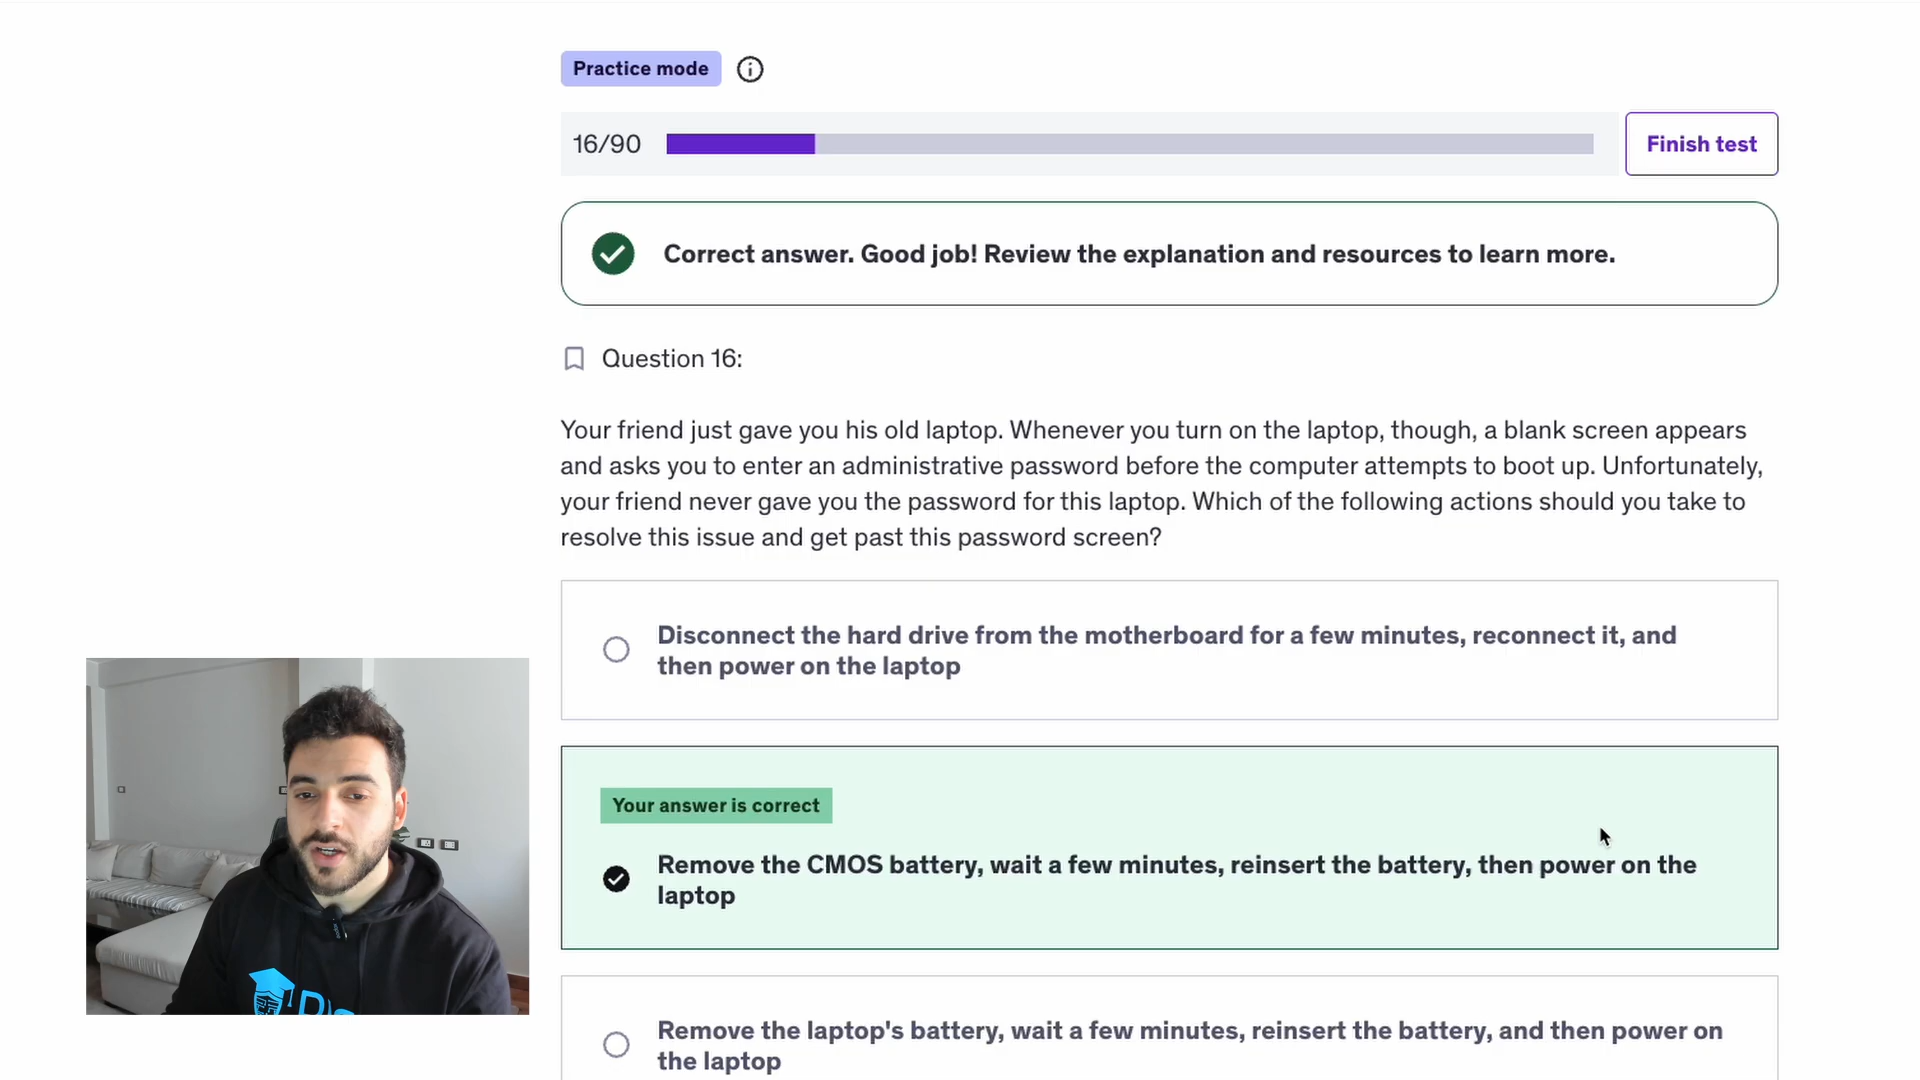 Practice mode
16/90
Finish test
Correct answer. Good job! Review the explanation and resources to learn more.
Question 16:
Your friend just gave you his old laptop. Whenever you turn on the laptop, though, a blank screen appears
and asks you to enter an administrative password before the computer attempts to boot up. Unfortunately,
your friend never gave you the password for this laptop. Which of the following actions should you take to
resolve this issue and get past this password screen?
Disconnect the hard drive from the motherboard for a few minutes, reconnect it, and
then power on the laptop
Your answer is correct
Remove the CMOS battery, wait a few minutes, reinsert the battery, then power on the
laptop
Remove the laptop's battery, wait a few minutes, reinsert the battery, and then power on
the laptop